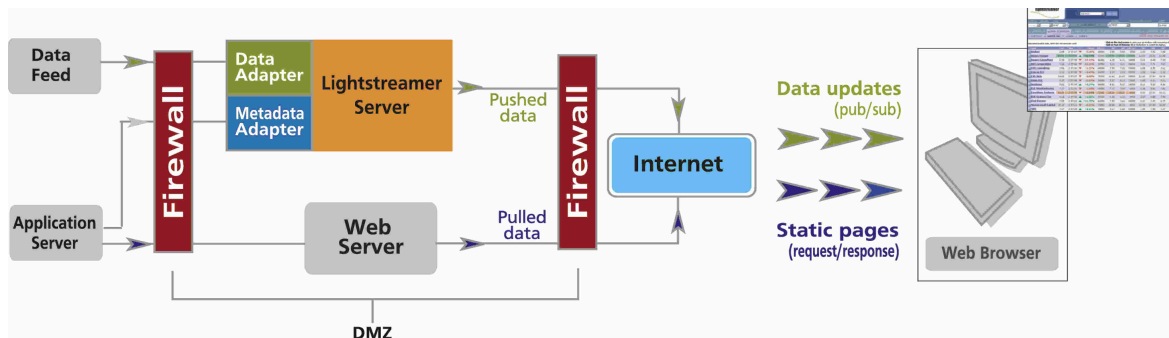 Data
Feed
Firewall
Data
Adapter
Metadata
Adapter
Lightstreamer
Server
Pushed
data
Firewall
Data updates
(pub/sub)
Internet
Application
Server
Web
Server
Pulled
data
Static pages
(request/response)
Web Browser
DMZ